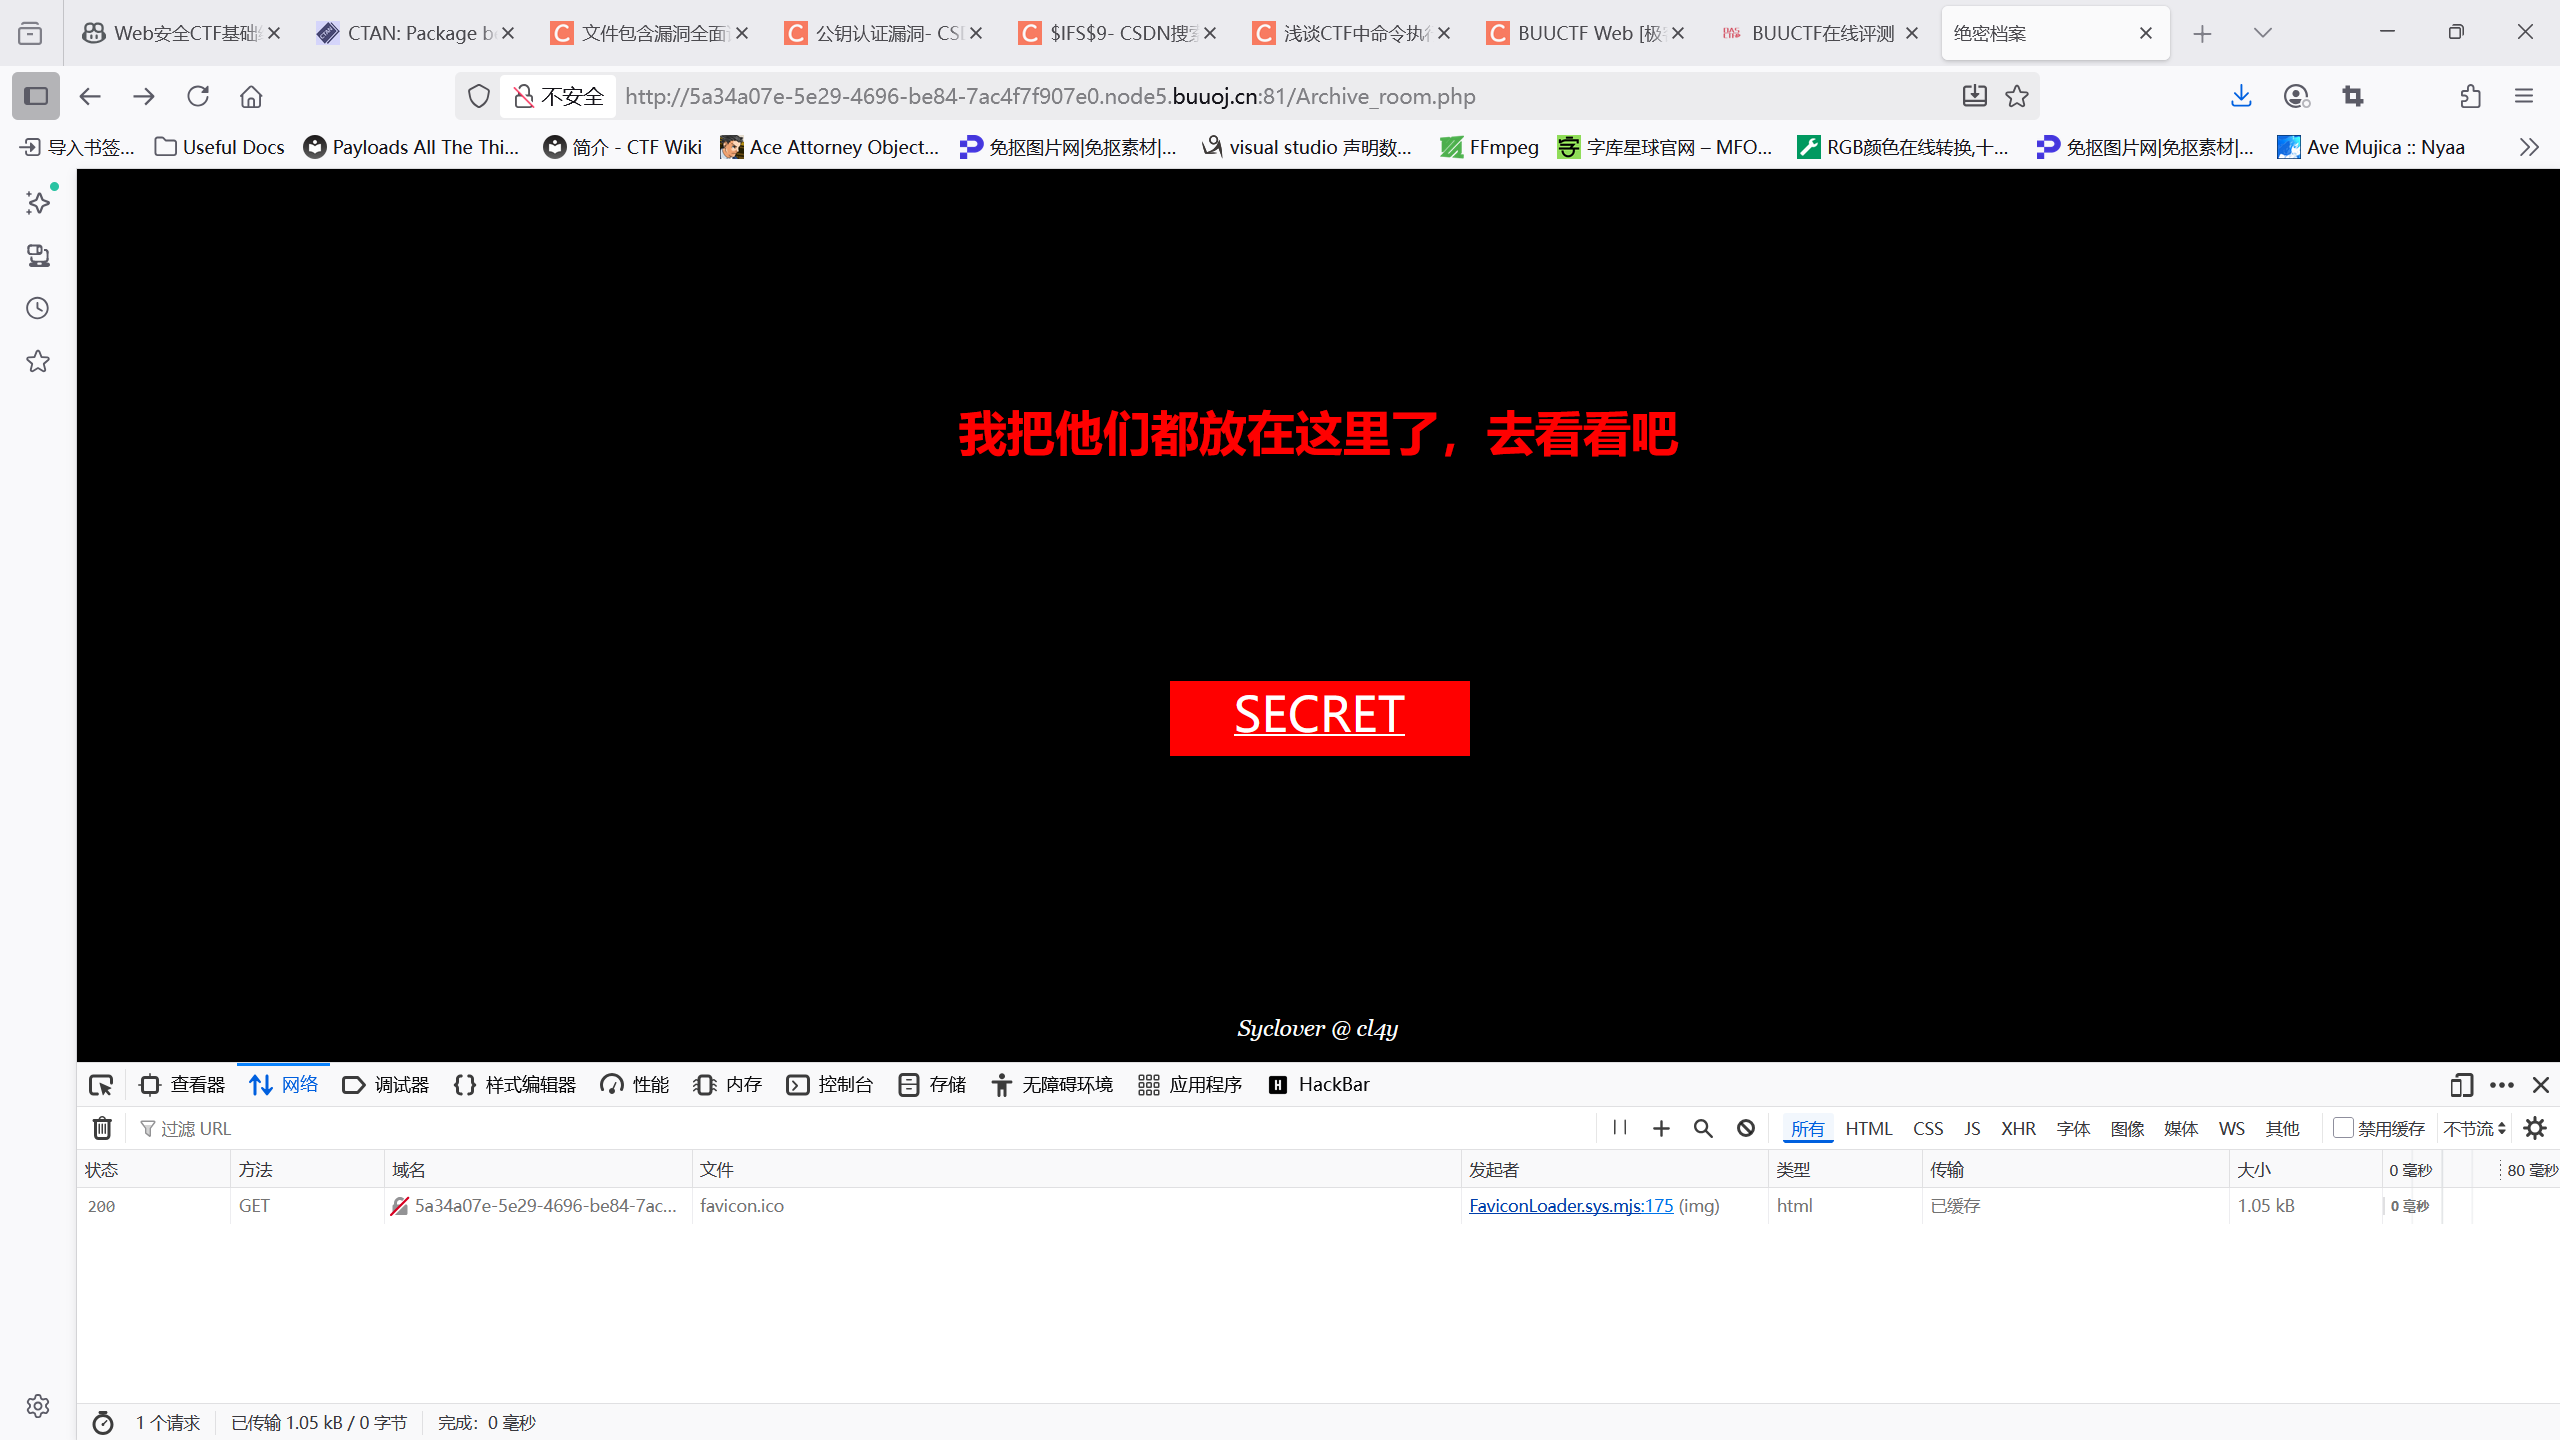 Web安全CTF基础
CTAN: Package b
文件包含漏洞全面
公钥认证漏洞- CS
$IFS$9- CSDN搜
浅谈CTF中命令执
BUUCTF Web [极
BUUCTF在线评测
绝密档案
不安全
http://5a34a07e-5e29-4696-be84-7ac4f7f907e0.node5.buuoj.cn:81/Archive_room.php
导入书签...
Useful Docs
Payloads All The Thi...
简介 - CTF Wiki
Ace Attorney Object...
免抠图片网|免抠素材|...
visual studio 声明数...
FFmpeg
字库星球官网 – MFO...
RGB颜色在线转换,十...
免抠图片网|免抠素材|...
Ave Mujica :: Nyaa
我把他们都放在这里了，去看看吧
SECRET
Syclover @ cl4y
查看器
网络
调试器
样式编辑器
性能
内存
控制台
存储
无障碍环境
应用程序
HackBar
过滤 URL
所有
HTML
CSS
JS
XHR
字体
图像
媒体
WS
其他
禁用缓存
不节流
状态
方法
域名
文件
发起者
类型
传输
大小
0 毫秒
80 毫秒
200
GET
5a34a07e-5e29-4696-be84-7ac...
favicon.ico
FaviconLoader.sys.mjs:175 (img)
html
已缓存
1.05 kB
0 毫秒
1 个请求
已传输 1.05 kB / 0 字节
完成：0 毫秒